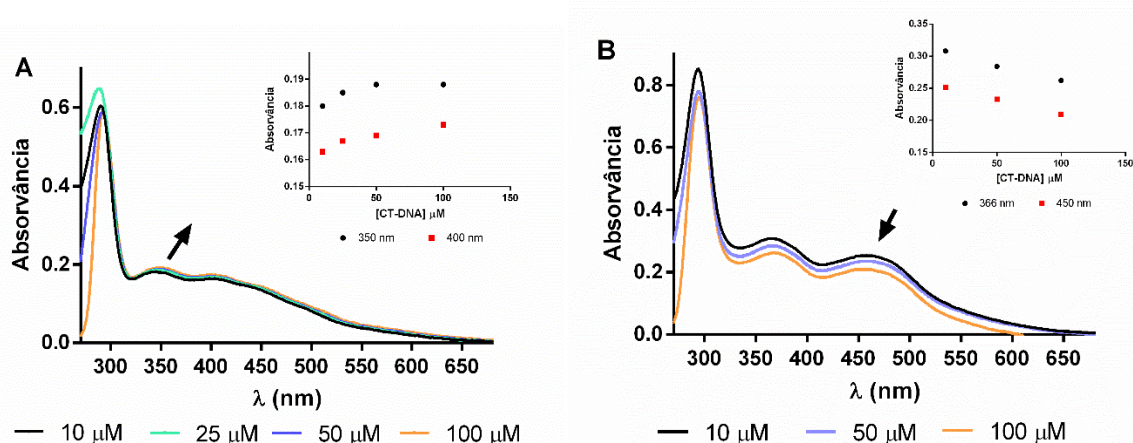 A
Absorvância
0.6
0.4
0.2
0.0
300 350 400 450 500 550 600 650
λ (nm)
Absorvância
0.19
0.18
0.17
0.16
0.15
0 50 100 150
[CT-DNA] μM
350 nm 400 nm
10 μM 25 μM 50 μM 100 μM
B
Absorvância
0.8
0.6
0.4
0.2
0.0
300 350 400 450 500 550 600 650
λ (nm)
Absorvância
0.35
0.30
0.25
0.20
0.15
0 50 100 150
[CT-DNA] μM
366 nm 450 nm
10 μM 50 μM 100 μM